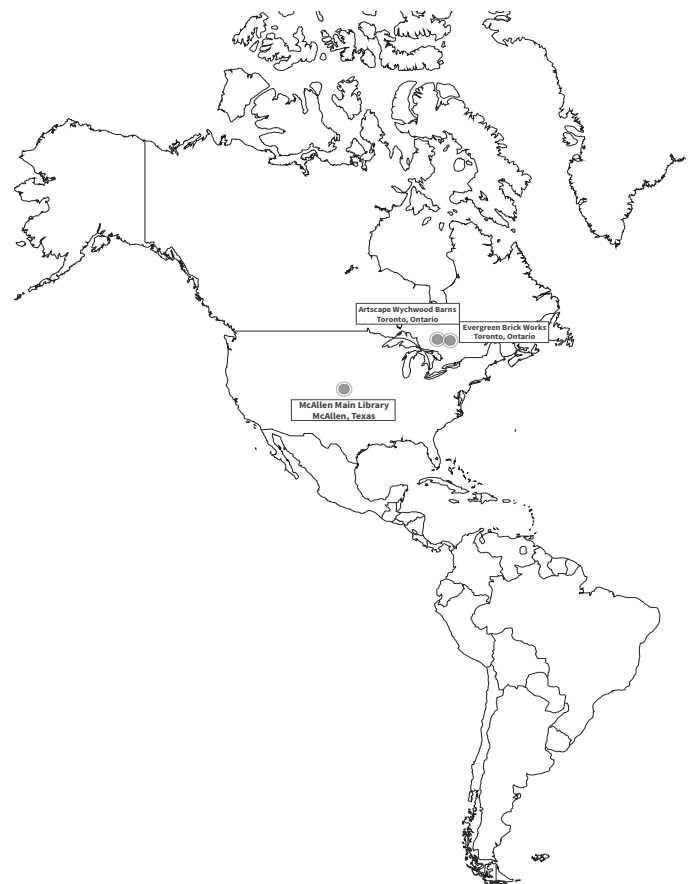 Artscape Wychwood Barns
Toronto, Ontario
Evergreen Brick Works
Toronto, Ontario
McAllen Main Library
McAllen, Texas